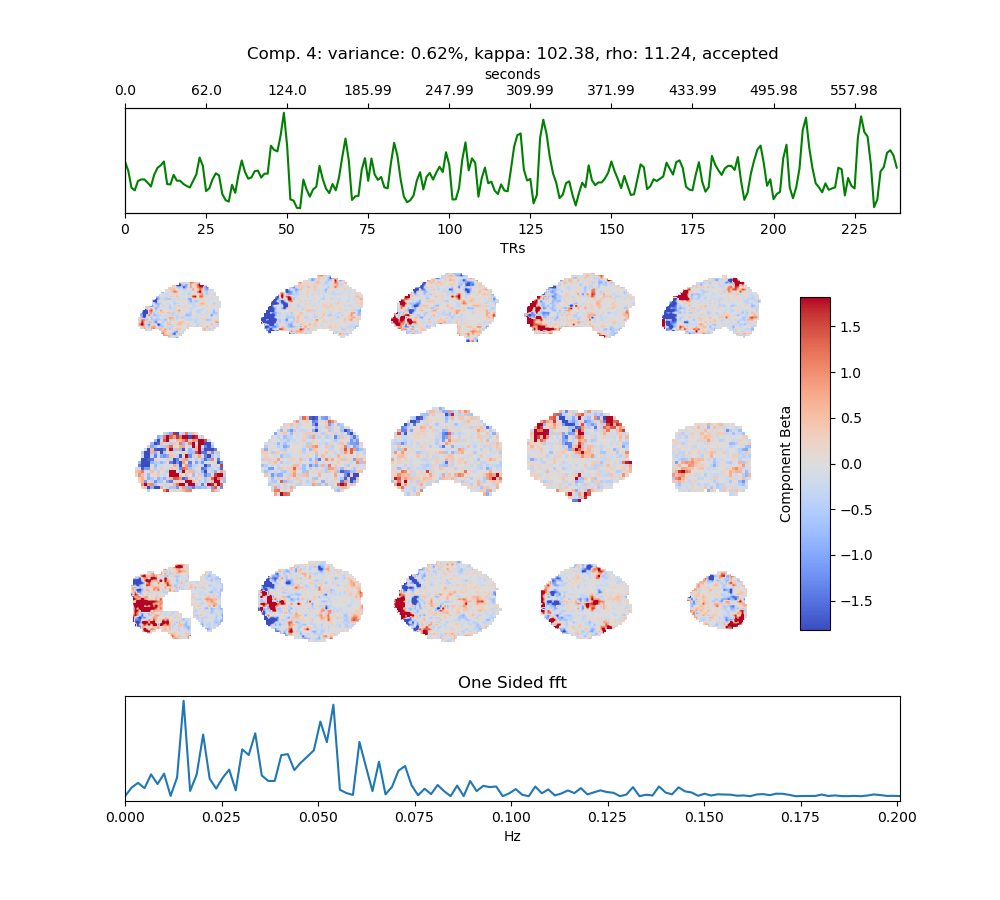 Comp. 4: variance: 0.62%, kappa: 102.38, rho: 11.24, accepted
seconds
0.0 62.0 124.0 185.99 247.99 309.99 371.99 433.99 495.98 557.98
0 25 50 75 100 125 150 175 200 225
TRs
1.5
1.0
0.5
0.0
−0.5
−1.0
−1.5
Component Beta
One Sided fft
0.000 0.025 0.050 0.075 0.100 0.125 0.150 0.175 0.200
Hz